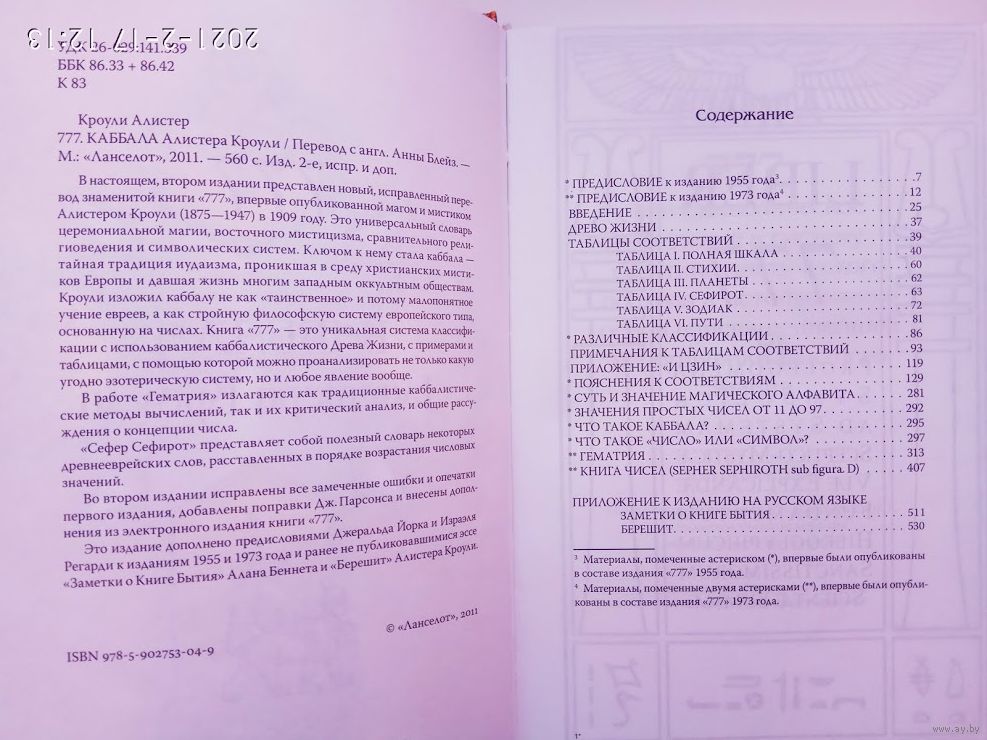 2021-2-17 12:13
УДК 26-629:141.339
ББК 86.33 + 86.42
К 83
Кроули Алистер
777. КАББАЛА Алистера Кроули / Перевод с англ. Анны Блейз. —
М.: «Ланселот», 2011. — 560 с. Изд. 2-е, испр. и доп.
В настоящем, втором издании представлен новый, исправленный пере-
вод знаменитой книги «777», впервые опубликованной магом и мистиком
Алистером Кроули (1875—1947) в 1909 году. Это универсальный словарь
церемониальной магии, восточного мистицизма, сравнительного рели-
гиоведения и символических систем. Ключом к нему стала каббала —
тайная традиция иудаизма, проникшая в среду христианских мисти-
ков Европы и давшая жизнь многим западным оккультным обществам.
Кроули изложил каббалу не как «таинственное» и потому малопонятное
учение евреев, а как стройную философскую систему европейского типа,
основанную на числах. Книга «777» — это уникальная система классифи-
кации с использованием каббалистического Древа Жизни, с примерами и
таблицами, с помощью которой можно проанализировать не только какую
угодно эзотерическую систему, но и любое явление вообще.
В работе «Гематрия» излагаются как традиционные каббалистиче-
ские методы вычислений, так и их критический анализ, и общие рассу-
ждения о концепции числа.
«Сефер Сефирот» представляет собой полезный словарь некоторых
древнееврейских слов, расставленных в порядке возрастания числовых
значений.
Во втором издании исправлены все замеченные ошибки и опечатки
первого издания, добавлены поправки Дж. Парсонса и внесены допол-
нения из электронного издания книги «777».
Это издание дополнено предисловиями Джеральда Йорка и Израэля
Регарди к изданиям 1955 и 1973 года и ранее не публиковавшимися эссе
«Заметки о Книге Бытия» Алана Беннета и «Берешит» Алистера Кроули.
© «Ланселот», 2011
ISBN 978-5-902753-04-9
Содержание
* ПРЕДИСЛОВИЕ к изданию 1955 года³. . . . . . . . . . . . . . . . . 7
** ПРЕДИСЛОВИЕ к изданию 1973 года⁴ . . . . . . . . . . . . . . . 12
ВВЕДЕНИЕ . . . . . . . . . . . . . . . . . . . . . . . . . . . . . . 25
ДРЕВО ЖИЗНИ . . . . . . . . . . . . . . . . . . . . . . . . . . . . 37
ТАБЛИЦЫ СООТВЕТСТВИЙ . . . . . . . . . . . . . . . . . . . . 39
ТАБЛИЦА I. ПОЛНАЯ ШКАЛА . . . . . . . . . . . . . . . 40
ТАБЛИЦА II. СТИХИИ. . . . . . . . . . . . . . . . . . . . 60
ТАБЛИЦА III. ПЛАНЕТЫ . . . . . . . . . . . . . . . . . . 62
ТАБЛИЦА IV. СЕФИРОТ. . . . . . . . . . . . . . . . . . . 63
ТАБЛИЦА V. ЗОДИАК . . . . . . . . . . . . . . . . . . . . 72
ТАБЛИЦА VI. ПУТИ . . . . . . . . . . . . . . . . . . . . . 81
* РАЗЛИЧНЫЕ КЛАССИФИКАЦИИ . . . . . . . . . . . . . . . . 86
ПРИМЕЧАНИЯ К ТАБЛИЦАМ СООТВЕТСТВИЙ . . . . . . . 93
ПРИЛОЖЕНИЕ: «И ЦЗИН» . . . . . . . . . . . . . . . . . . . . 119
* ПОЯСНЕНИЯ К СООТВЕТСТВИЯМ . . . . . . . . . . . . . . . 129
* СУТЬ И ЗНАЧЕНИЕ МАГИЧЕСКОГО АЛФАВИТА . . . . . . . 281
* ЗНАЧЕНИЯ ПРОСТЫХ ЧИСЕЛ ОТ 11 ДО 97. . . . . . . . . . . 292
* ЧТО ТАКОЕ КАББАЛА? . . . . . . . . . . . . . . . . . . . . . 295
* ЧТО ТАКОЕ «ЧИСЛО» ИЛИ «СИМВОЛ»? . . . . . . . . . . . 297
** ГЕМАТРИЯ . . . . . . . . . . . . . . . . . . . . . . . . . . . . 313
** КНИГА ЧИСЕЛ (SEPHER SEPHIROTH sub figura. D) . . . . . 407
ПРИЛОЖЕНИЕ К ИЗДАНИЮ НА РУССКОМ ЯЗЫКЕ
ЗАМЕТКИ О КНИГЕ БЫТИЯ . . . . . . . . . . . . . . . . . 511
БЕРЕШИТ. . . . . . . . . . . . . . . . . . . . . . . . . . . . 530
³ Материалы, помеченные астериском (*), впервые были опубликованы
в составе издания «777» 1955 года.
⁴ Материалы, помеченные двумя астерисками (**), впервые были опубли-
кованы в составе издания «777» 1973 года.
1*
www.ay.by